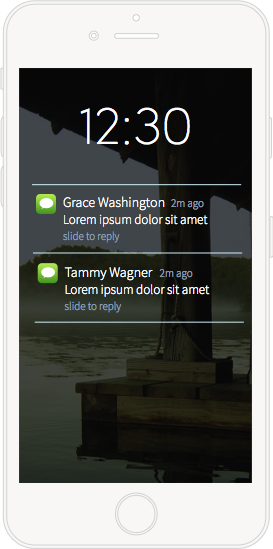 12:30
Grace Washington 2m ago
Lorem ipsum dolor sit amet
slide to reply
Tammy Wagner 2m ago
Lorem ipsum dolor sit amet
slide to reply